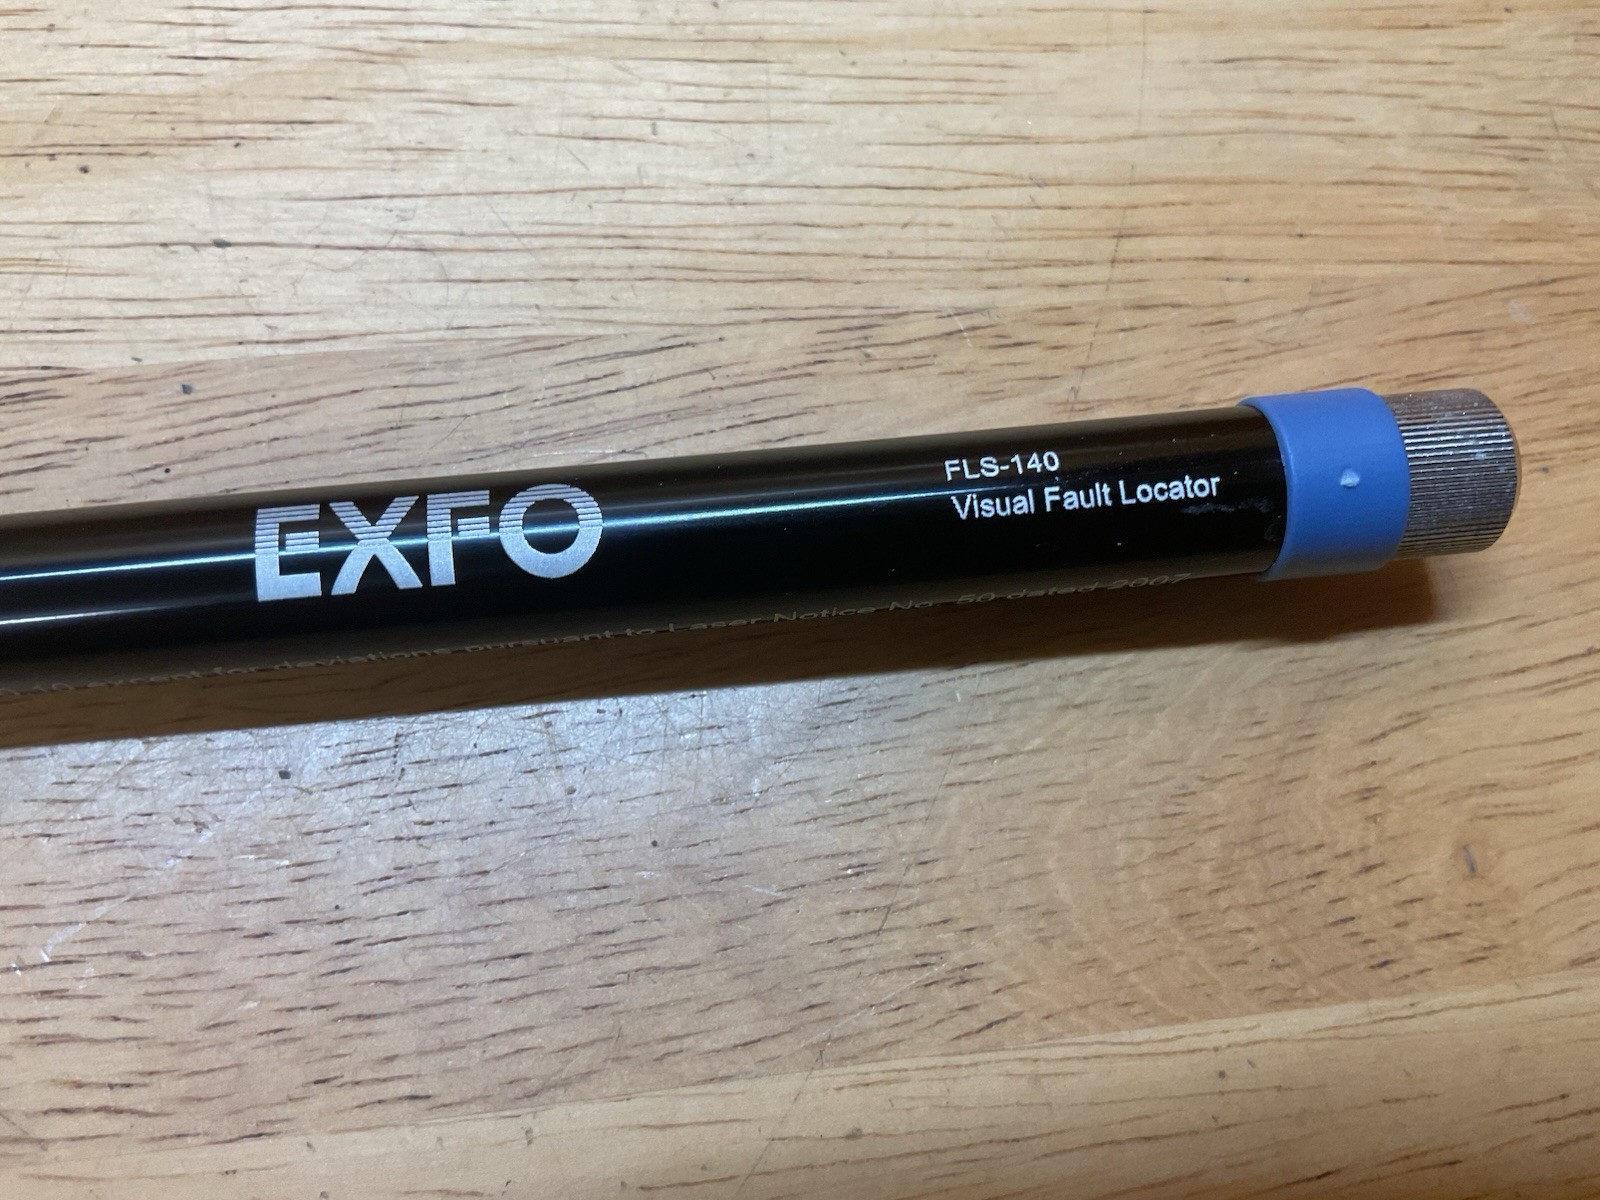 EXFO
FLS-140
Visual Fault Locator
except for deviations pursuant to Laser Notice No. 50 dated 2007